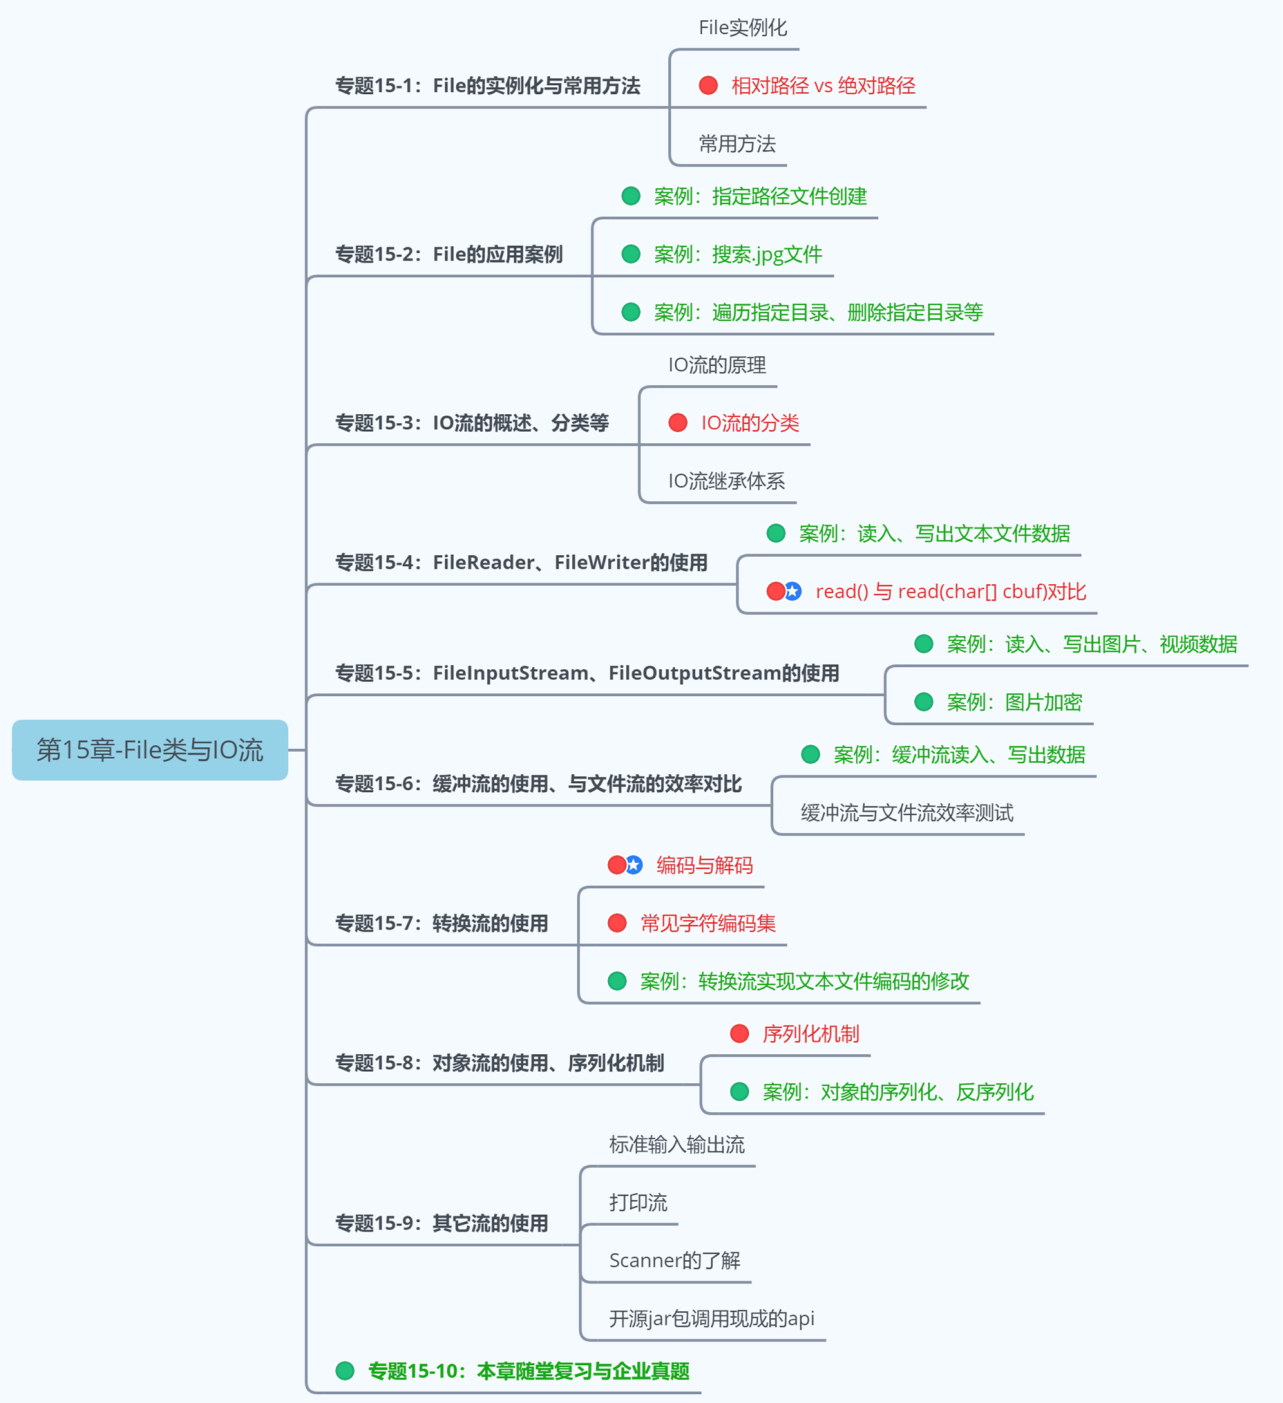 File实例化
专题15-1：File的实例化与常用方法
相对路径 vs 绝对路径
常用方法
案例：指定路径文件创建
专题15-2：File的应用案例
案例：搜索.jpg文件
案例：遍历指定目录、删除指定目录等
IO流的原理
专题15-3：IO流的概述、分类等
IO流的分类
IO流继承体系
案例：读入、写出文本文件数据
专题15-4：FileReader、FileWriter的使用
read() 与 read(char[] cbuf)对比
案例：读入、写出图片、视频数据
专题15-5：FileInputStream、FileOutputStream的使用
案例：图片加密
第15章-File类与IO流
案例：缓冲流读入、写出数据
专题15-6：缓冲流的使用、与文件流的效率对比
缓冲流与文件流效率测试
编码与解码
专题15-7：转换流的使用
常见字符编码集
案例：转换流实现文本文件编码的修改
序列化机制
专题15-8：对象流的使用、序列化机制
案例：对象的序列化、反序列化
标准输入输出流
打印流
专题15-9：其它流的使用
Scanner的了解
开源jar包调用现成的api
专题15-10：本章随堂复习与企业真题